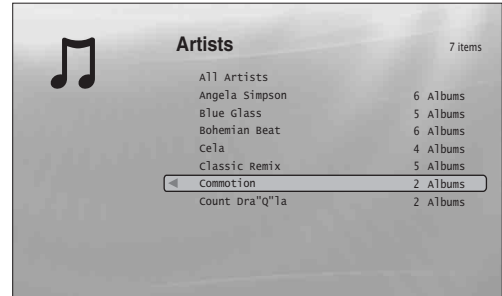 Artists 7 items
All Artists
Angela Simpson 6 Albums
Blue Glass 5 Albums
Bohemian Beat 6 Albums
Cela 4 Albums
Classic Remix 5 Albums
Commotion 2 Albums
Count Dra"Q"la 2 Albums